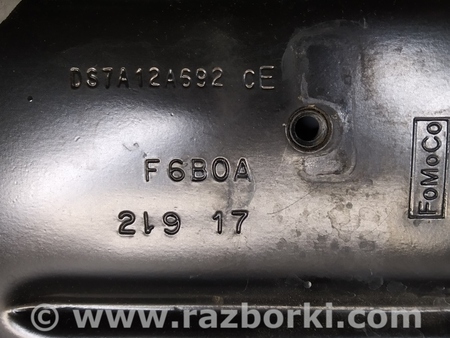 DS7A12A692 CE
F6B0A
219 17
FoMoCo
www.razborki.com